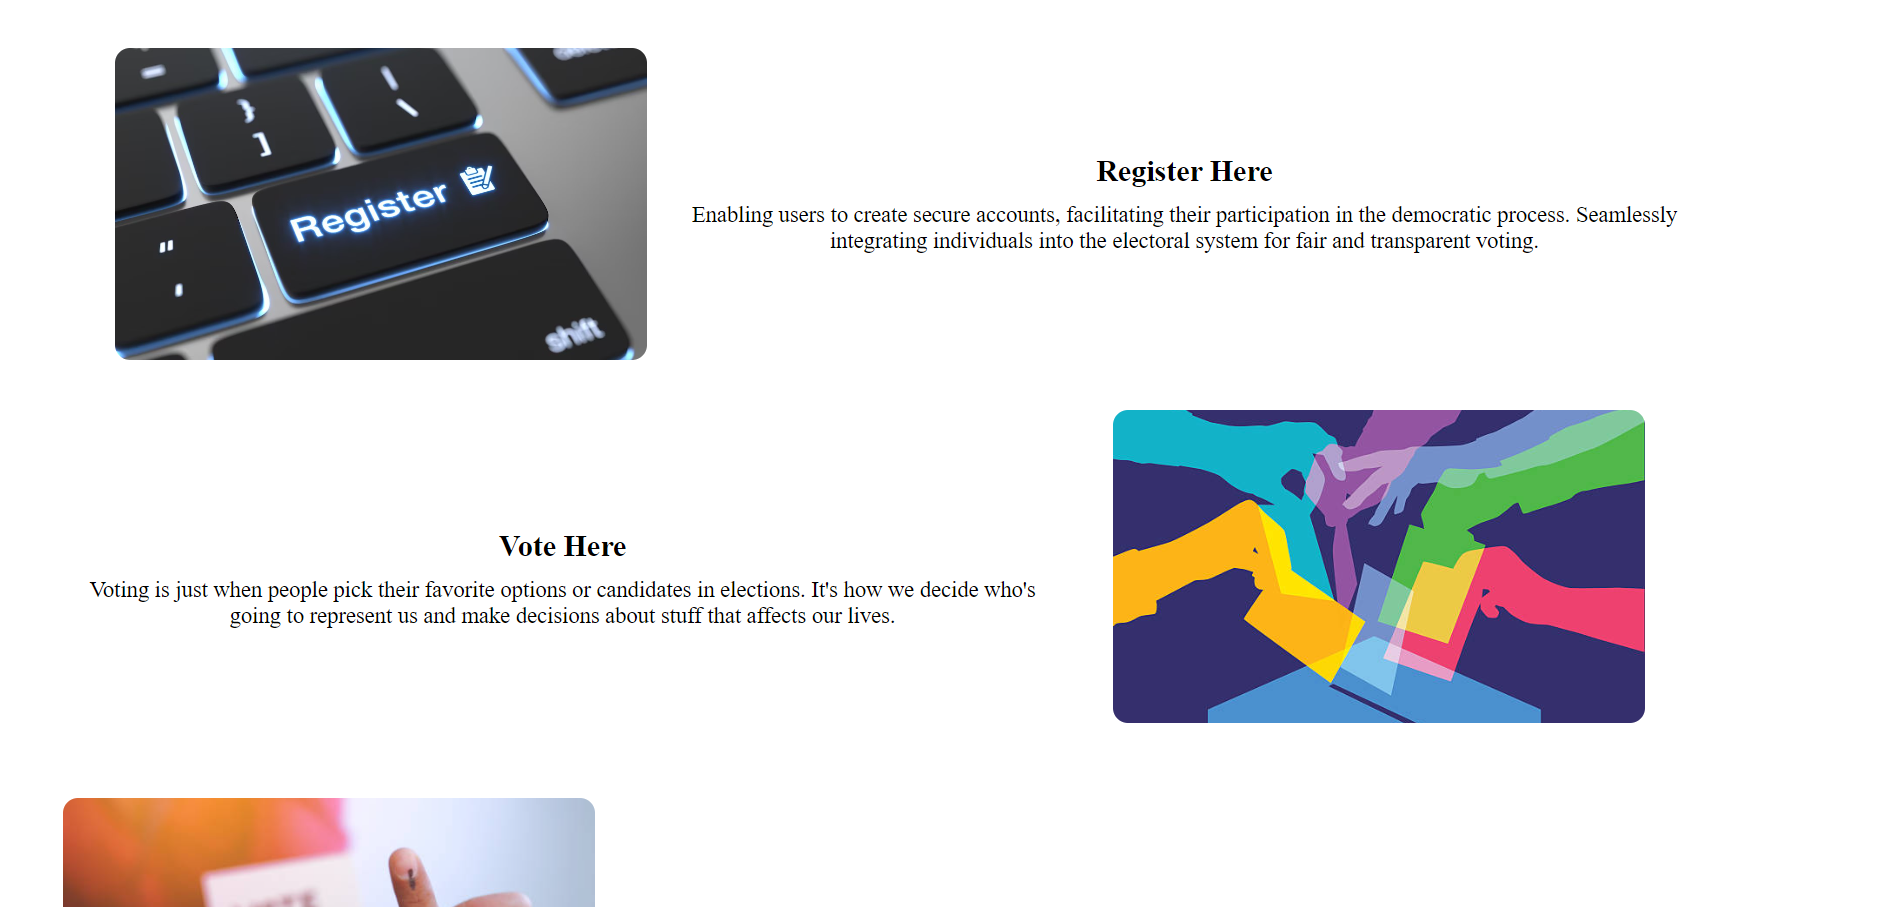 }
]
|
\
Register
"
'
shift
Register Here
Enabling users to create secure accounts, facilitating their participation in the democratic process. Seamlessly
integrating individuals into the electoral system for fair and transparent voting.
Vote Here
Voting is just when people pick their favorite options or candidates in elections. It's how we decide who's
going to represent us and make decisions about stuff that affects our lives.